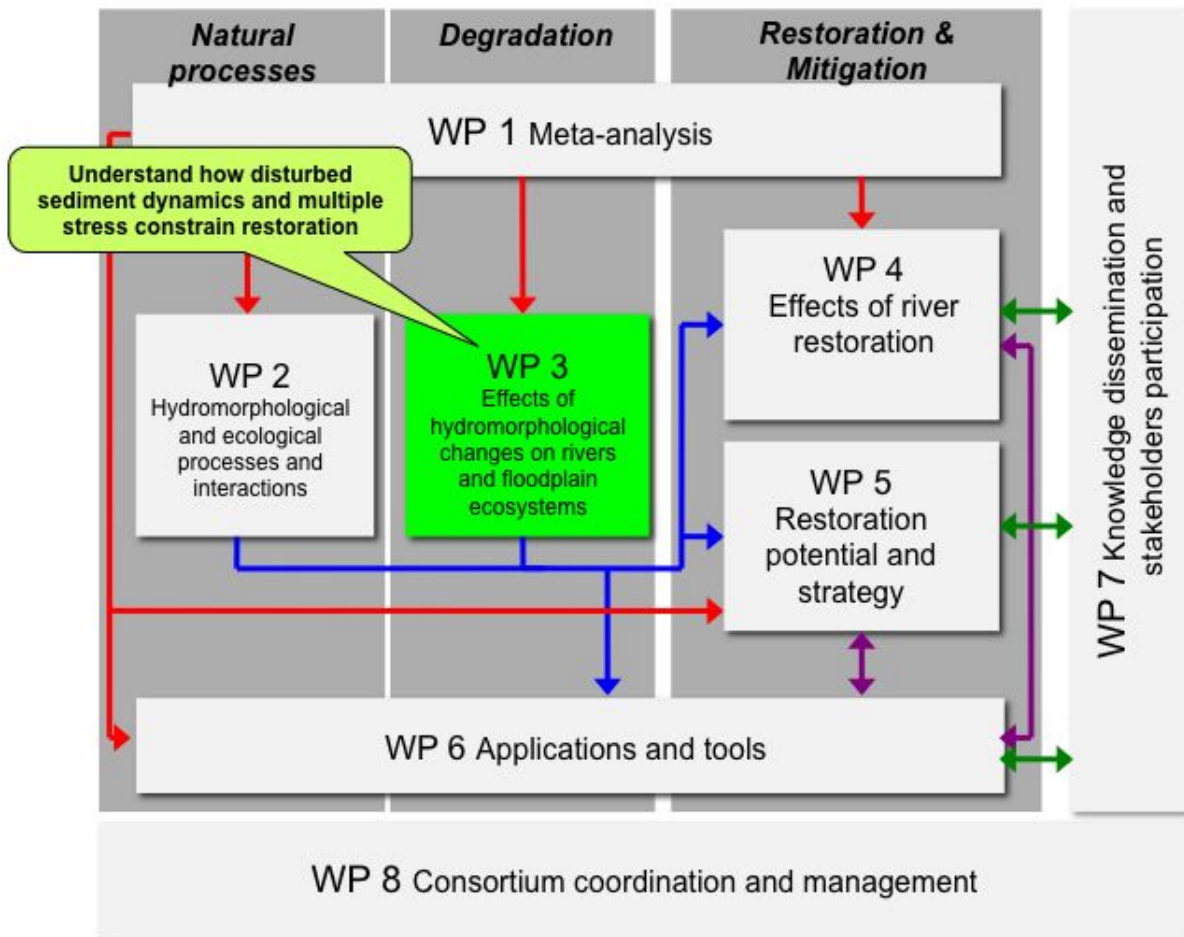 Natural
processes
Degradation
Restoration &
Mitigation
WP 1 Meta-analysis
Understand how disturbed
sediment dynamics and multiple
stress constrain restoration
WP 2
Hydromorphological
and ecological
processes and
interactions
WP 3
Effects of
hydromorphological
changes on rivers
and floodplain
ecosystems
WP 4
Effects of river
restoration
WP 5
Restoration
potential and
strategy
WP 6 Applications and tools
WP 7 Knowledge dissemination and
stakeholders participation
WP 8 Consortium coordination and management